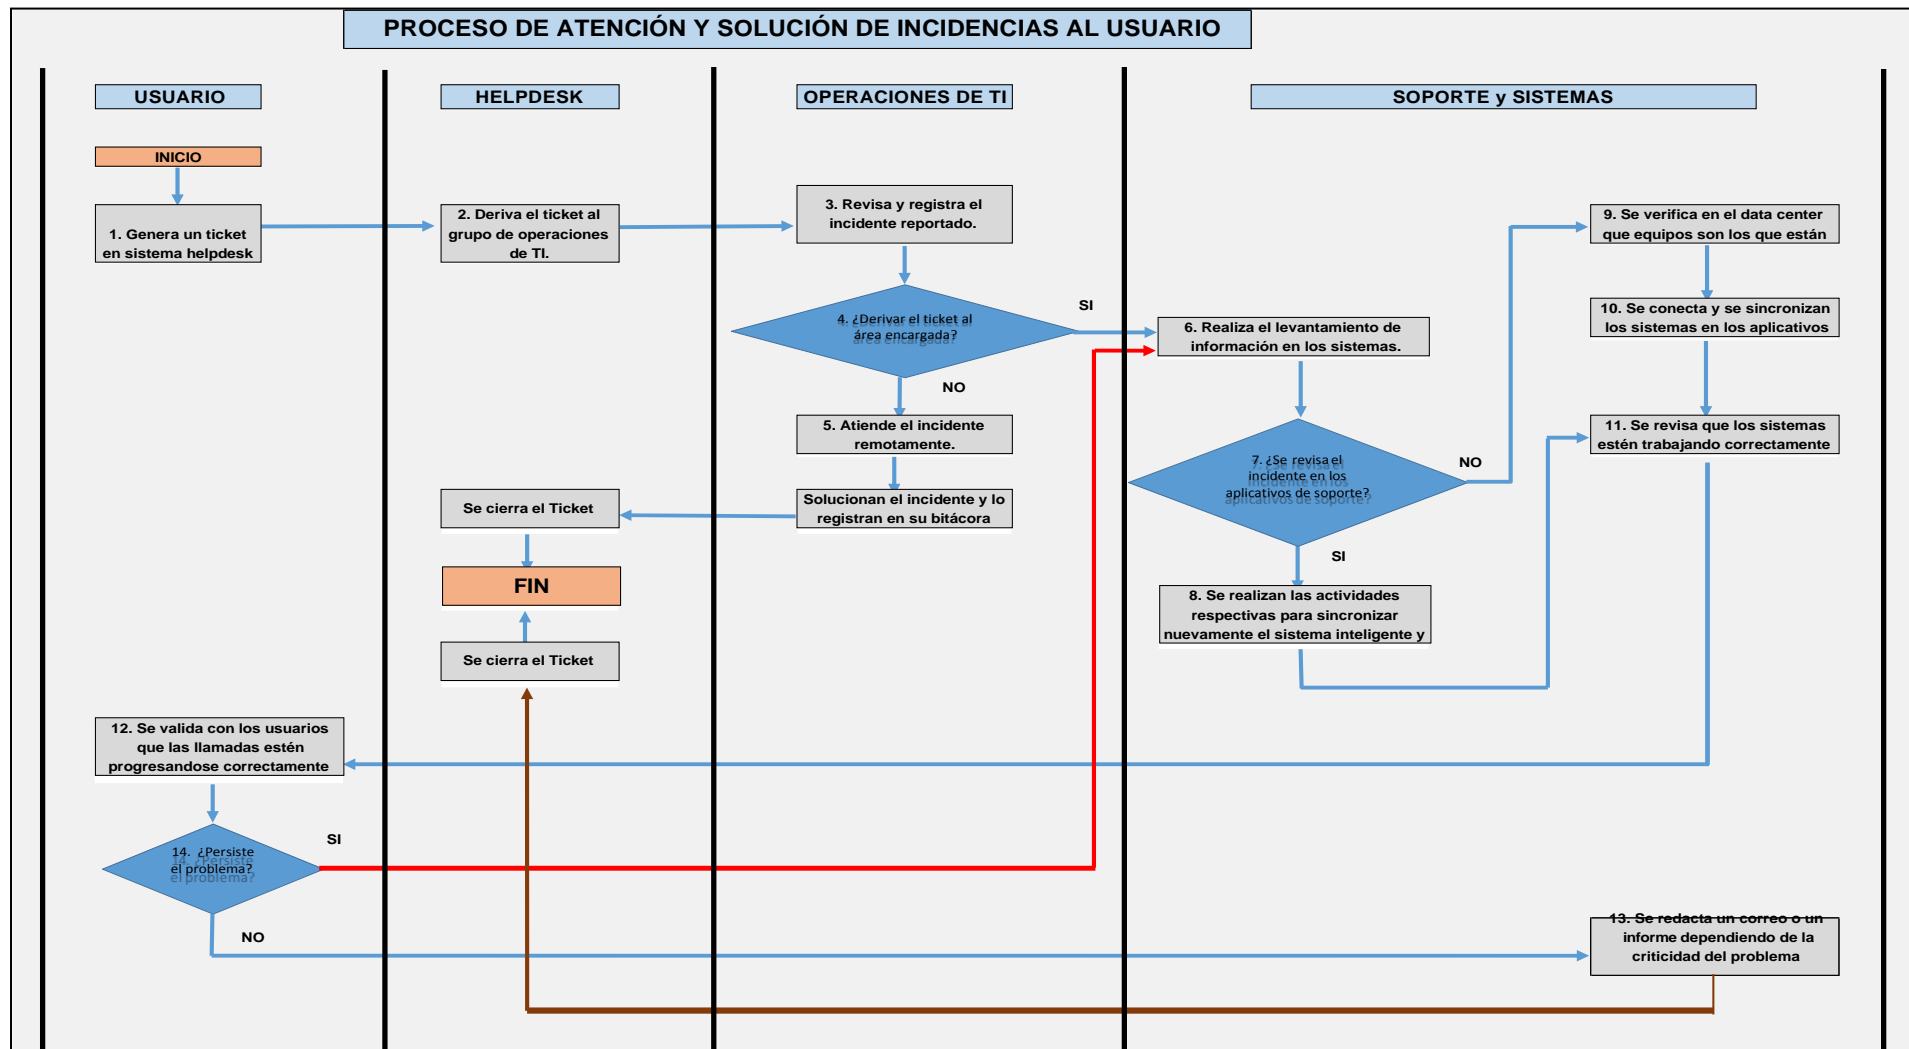 PROCESO DE ATENCIÓN Y SOLUCIÓN DE INCIDENCIAS AL USUARIO
USUARIO
HELPDESK
OPERACIONES DE TI
SOPORTE y SISTEMAS
INICIO
1. Genera un ticket
en sistema helpdesk
2. Deriva el ticket al
grupo de operaciones
de TI.
3. Revisa y registra el
incidente reportado.
4. ¿Derivar el ticket al
área encargada?
SI
NO
5. Atiende el incidente
remotamente.
Solucionan el incidente y lo
registran en su bitácora
Se cierra el Ticket
FIN
Se cierra el Ticket
6. Realiza el levantamiento de
información en los sistemas.
7. ¿Se revisa el
incidente en los
aplicativos de soporte?
NO
SI
8. Se realizan las actividades
respectivas para sincronizar
nuevamente el sistema inteligente y
9. Se verifica en el data center
que equipos son los que están
10. Se conecta y se sincronizan
los sistemas en los aplicativos
11. Se revisa que los sistemas
estén trabajando correctamente
12. Se valida con los usuarios
que las llamadas estén
progresandose correctamente
14. ¿Persiste
el problema?
SI
NO
13. Se redacta un correo o un
informe dependiendo de la
criticidad del problema